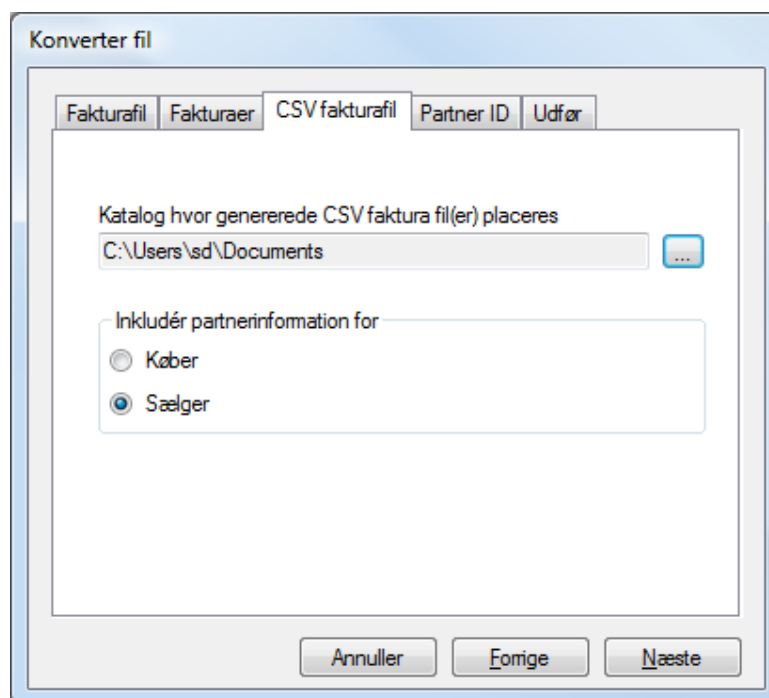 Konverter fil
Fakturafil Fakturaer CSV fakturafil Partner ID Udfør
Katalog hvor genererede CSV faktura fil(er) placeres
C:\Users\sd\Documents ...
Inkludér partnerinformation for
Køber
Sælger
Annuller Forrige Næste